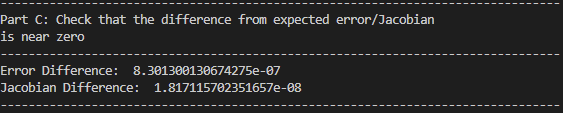 --------------------------------------------------------------------------------
Part C: Check that the difference from expected error/Jacobian
is near zero
--------------------------------------------------------------------------------
Error Difference:  8.301300130674275e-07
Jacobian Difference:  1.817115702351657e-08
--------------------------------------------------------------------------------